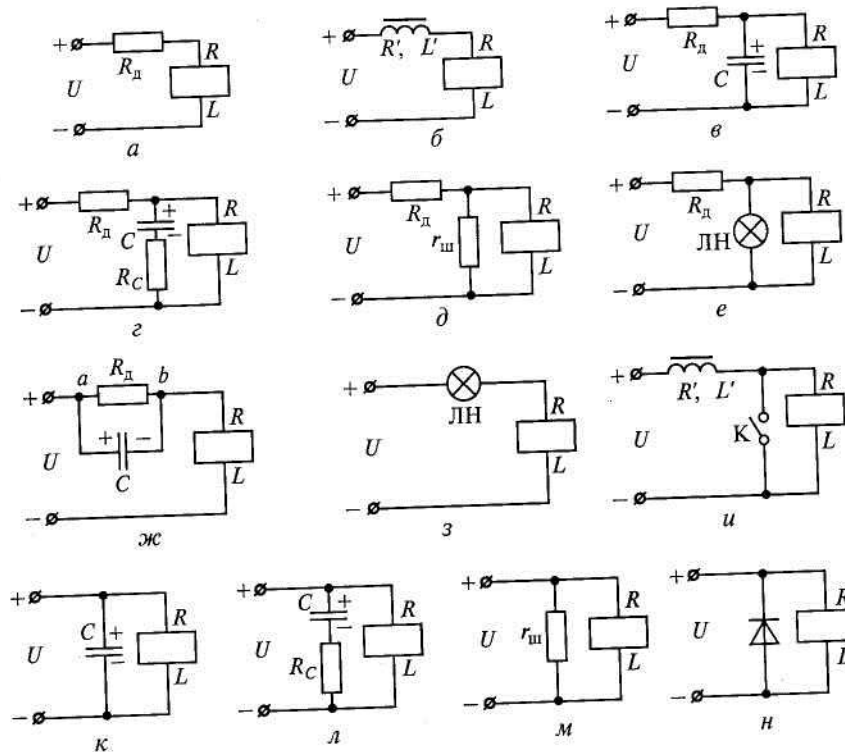 + R_д R
U
− L
а
+ R', L' R
U
− L
б
+ R_д R
U + −
C
− L
в
+ R_д + R
C −
U R_C L
−
г
+ R_д R
U r_ш L
−
д
+ R_д R
U ЛН L
−
е
a R_д b
+ R
+ −
U C L
−
ж
+ ЛН R
U L
−
з
+ R', L' R
U К L
−
и
+ C + R
U − L
−
к
+ C + R
−
U R_C L
−
л
+ R
U r_ш L
−
м
+ R
U L
−
н